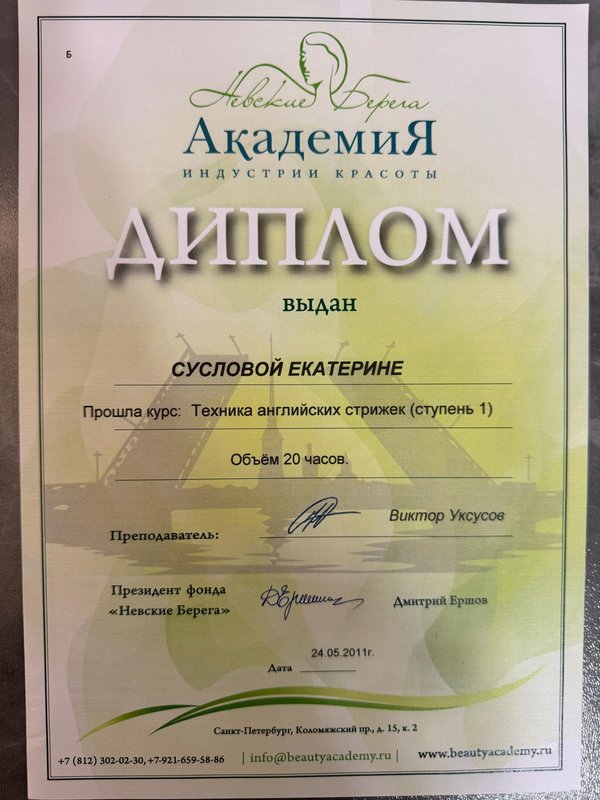 Б
Невские Берега
АкадемиЯ
ИНДУСТРИИ КРАСОТЫ
ДИПЛОМ
выдан
СУСЛОВОЙ ЕКАТЕРИНЕ
Прошла курс: Техника английских стрижек (ступень 1)
Объём 20 часов.
Преподаватель: Виктор Уксусов
Президент фонда
«Невские Берега» Дмитрий Ершов
Дата 24.05.2011г.
Санкт-Петербург, Коломяжский пр., д. 15, к. 2
+7 (812) 302-02-30, +7-921-659-58-86 | info@beautyacademy.ru | www.beautyacademy.ru